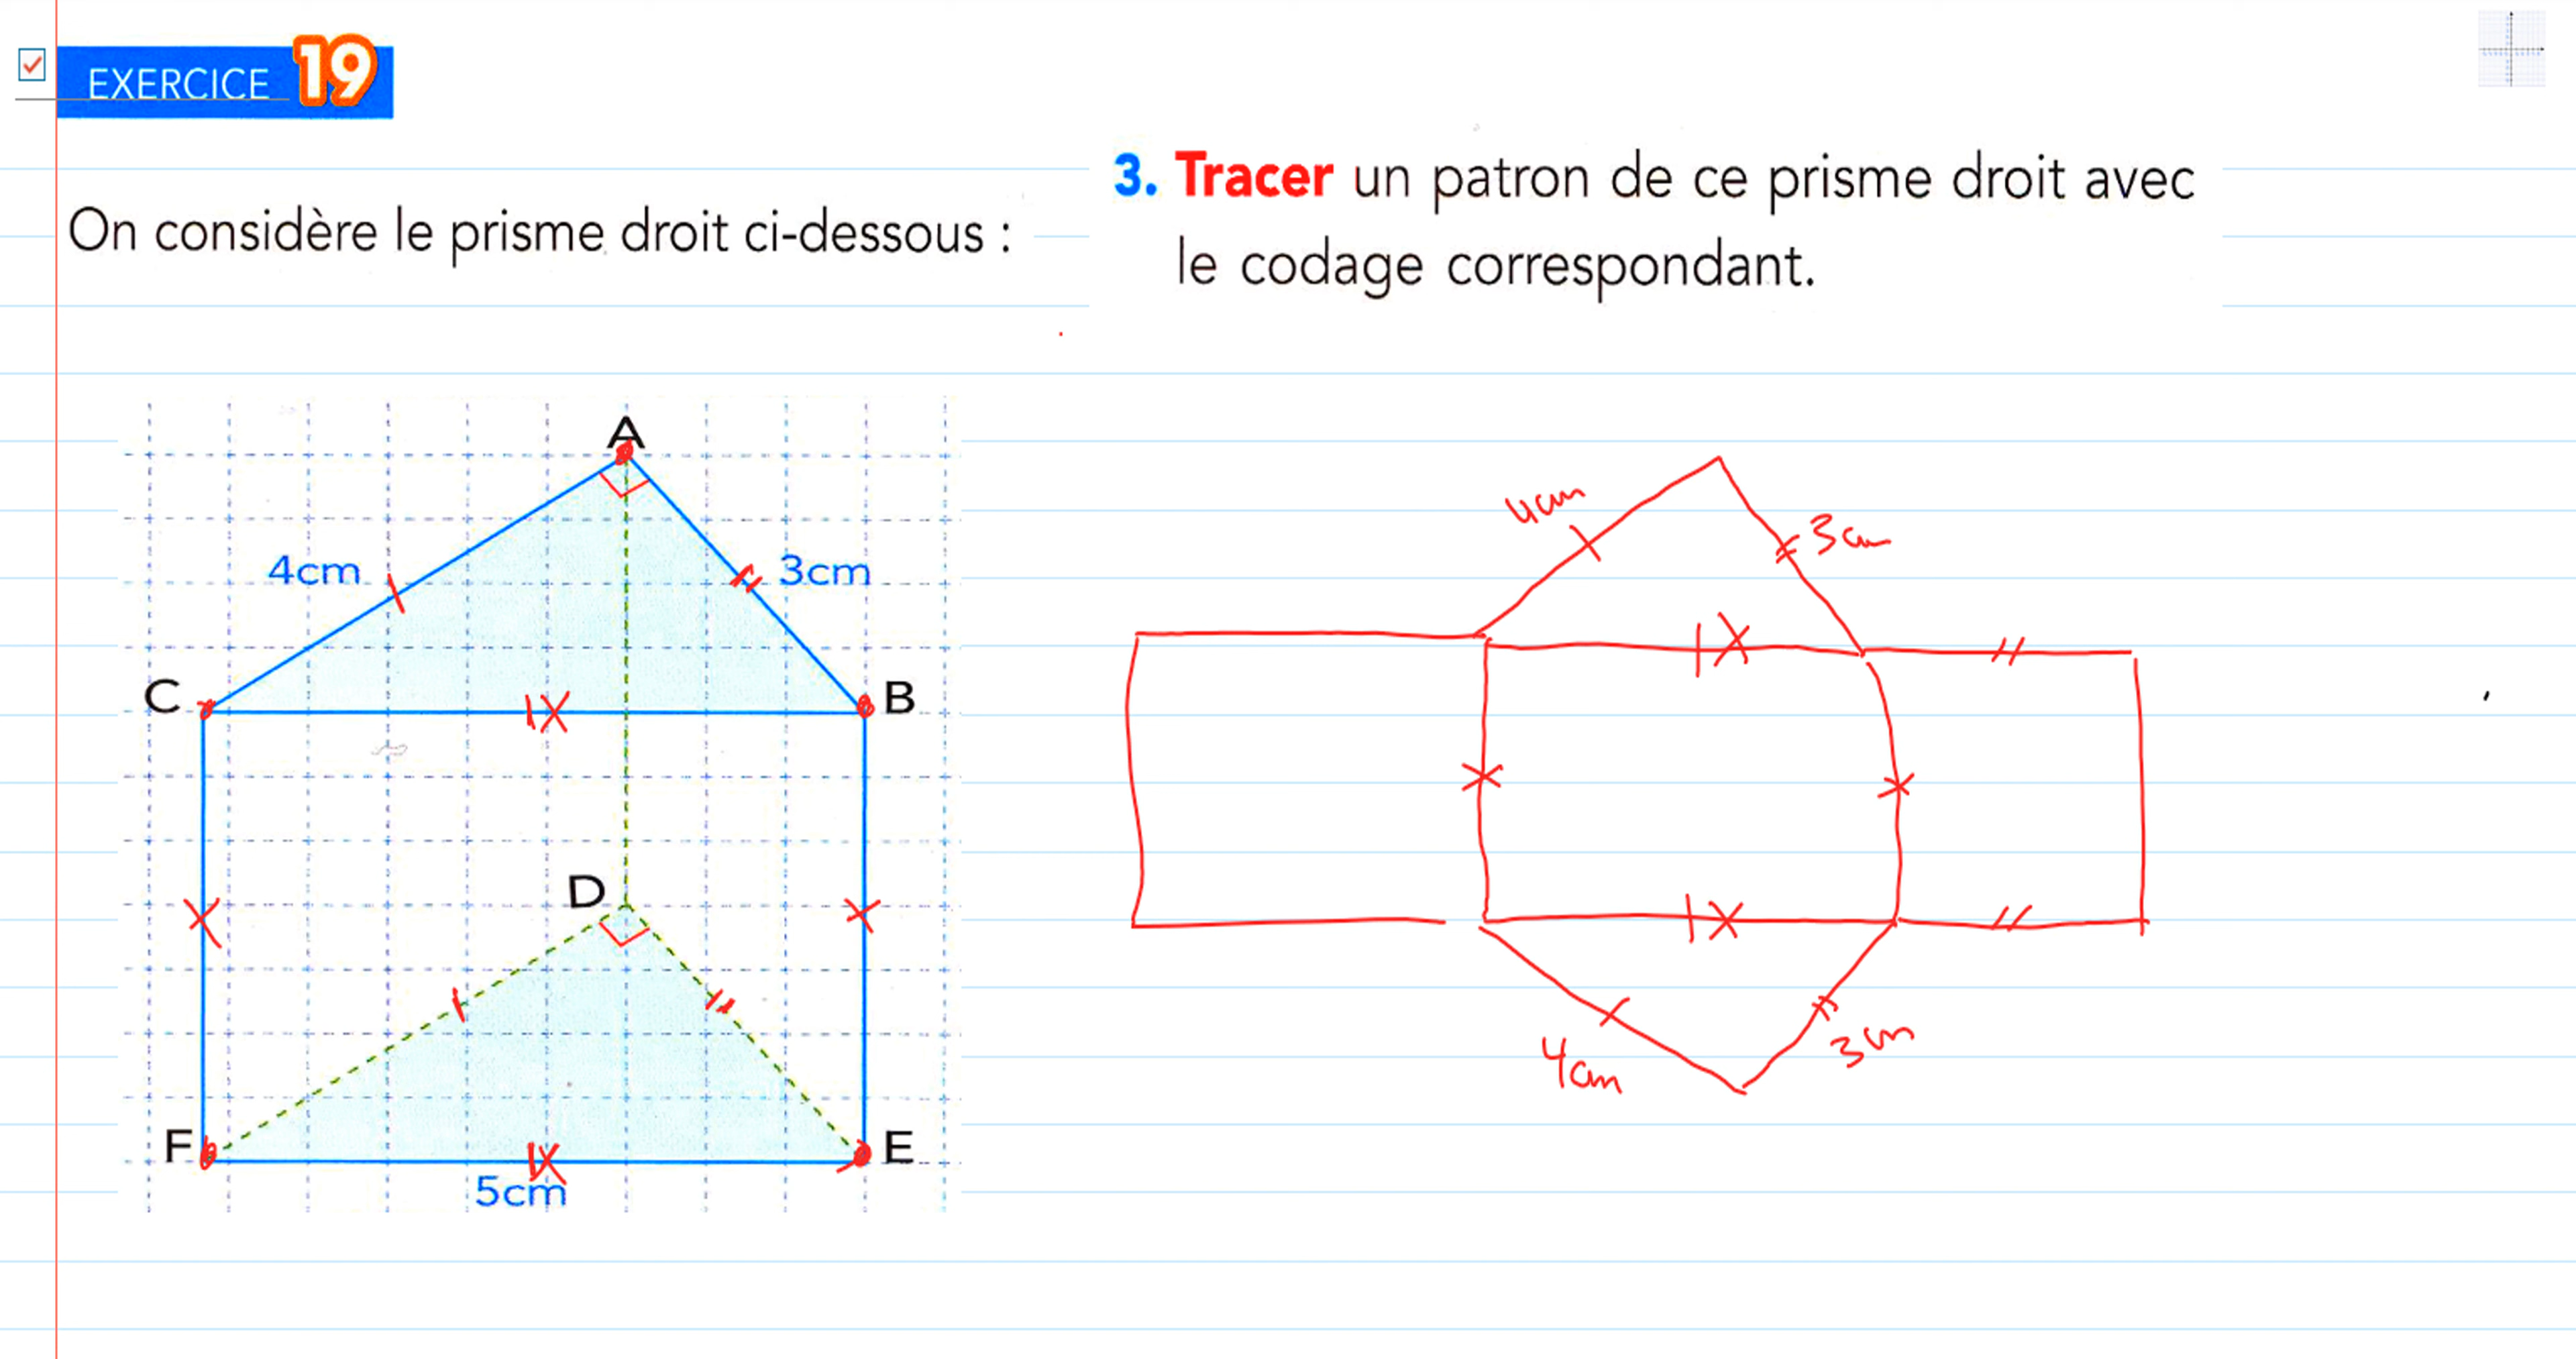 EXERCICE 19
On considère le prisme droit ci-dessous :
3. Tracer un patron de ce prisme droit avec
le codage correspondant.
A
4cm
3cm
C
B
D
F
E
5cm
4cm
3cm
4cm
3cm